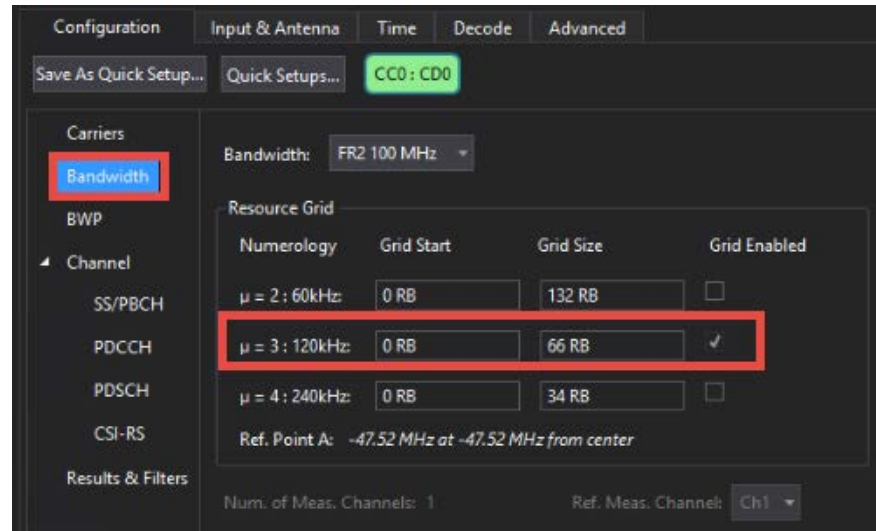 Configuration Input & Antenna Time Decode Advanced
Save As Quick Setup... Quick Setups... CC0 : CD0
Carriers
Bandwidth
BWP
Channel
SS/PBCH
PDCCH
PDSCH
CSI-RS
Results & Filters
Bandwidth: FR2 100 MHz
Resource Grid
Numerology Grid Start Grid Size Grid Enabled
μ = 2 : 60kHz: 0 RB 132 RB
μ = 3 : 120kHz: 0 RB 66 RB
μ = 4 : 240kHz: 0 RB 34 RB
Ref. Point A: -47.52 MHz at -47.52 MHz from center
Num. of Meas. Channels: 1 Ref. Meas. Channel: Ch1